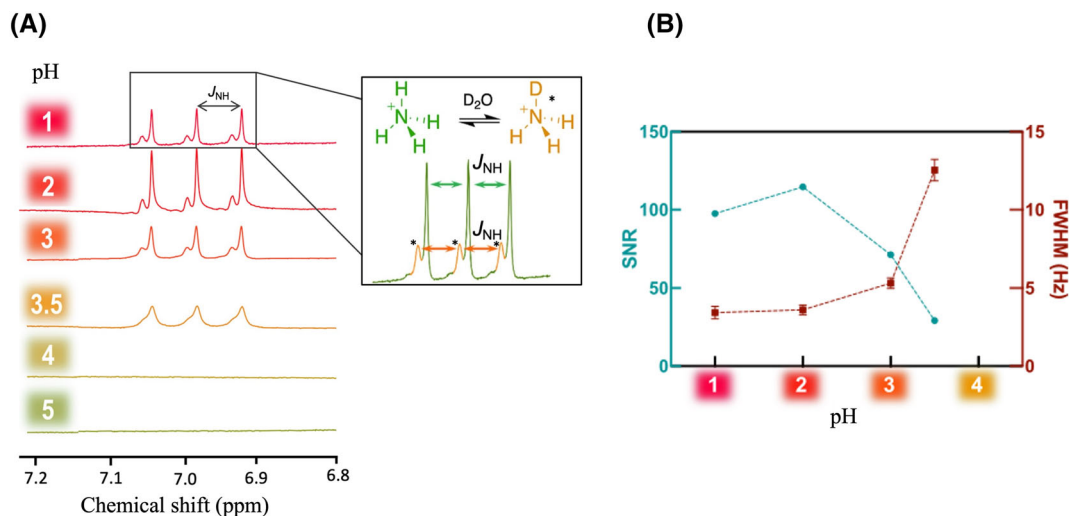 (A)
pH
1
2
3
3.5
4
5
J_NH
7.2 7.1 7.0 6.9 6.8
Chemical shift (ppm)
H
H + N H
H
D2O
D *
H + N H
H
J_NH
J_NH
* * *
(B)
150 15
100 10
50 5
0 0
SNR
FWHM (Hz)
1 2 3 4
pH